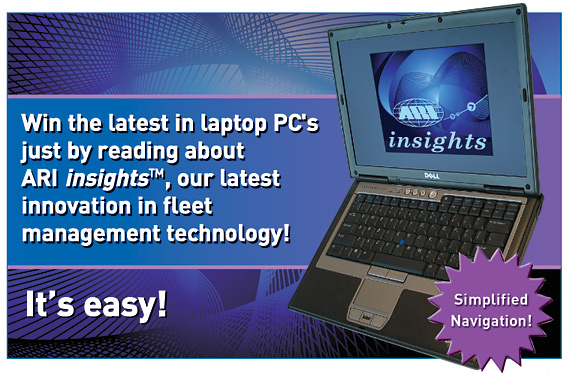 Win the latest in laptop PC's
just by reading about
ARI insights™, our latest
innovation in fleet
management technology!
It's easy!
ARI
insights
DELL
Simplified
Navigation!